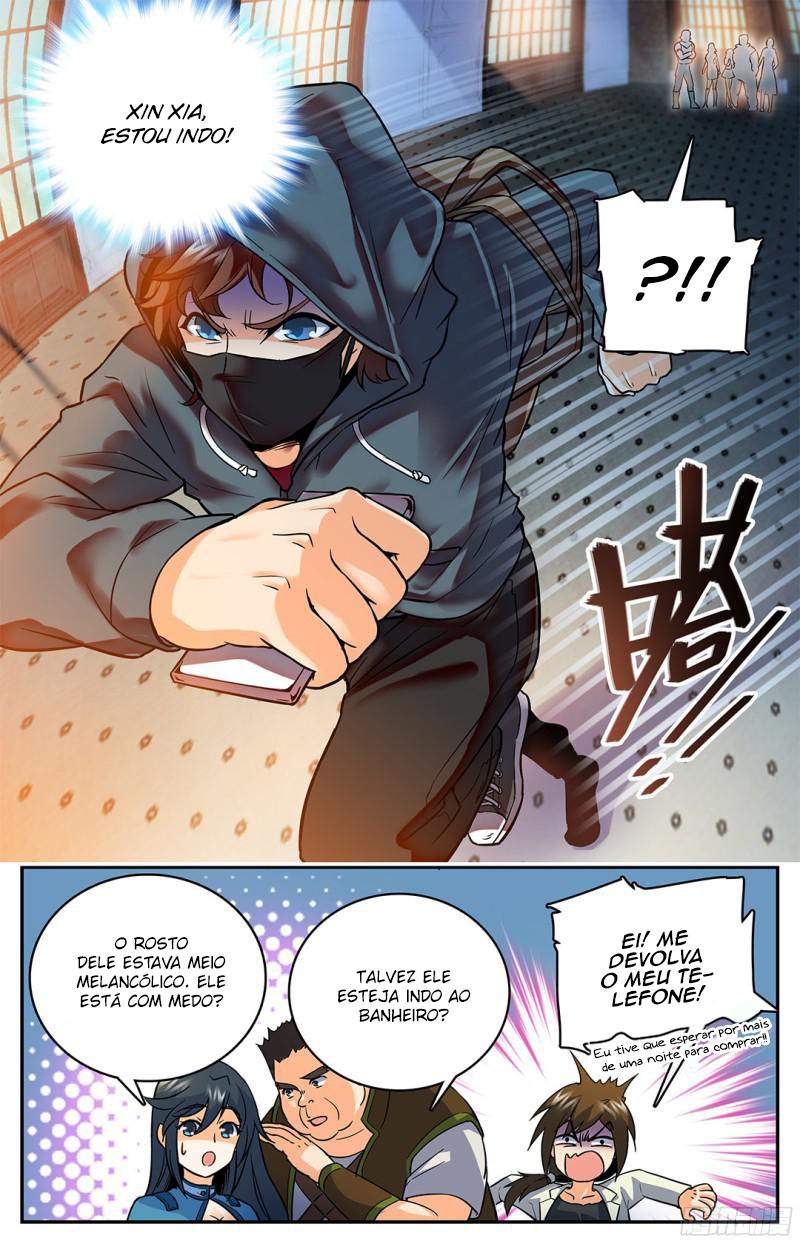 XIN XIA,
ESTOU INDO!
?!!
O ROSTO
DELE ESTAVA MEIO
MELANCÓLICO. ELE
ESTÁ COM MEDO?
TALVEZ ELE
ESTEJA INDO AO
BANHEIRO?
EI! ME
DEVOLVA
O MEU TE-
LEFONE!
Eu tive que esperar por mais
de uma noite para comprar!!